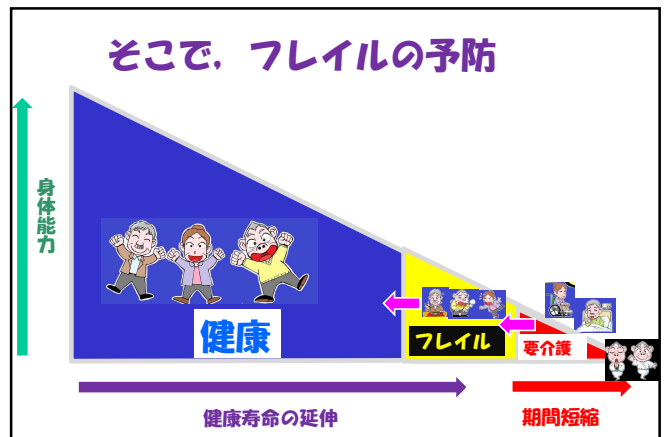 そこで，フレイルの予防
身体能力
健康
フレイル
要介護
健康寿命の延伸
期間短縮